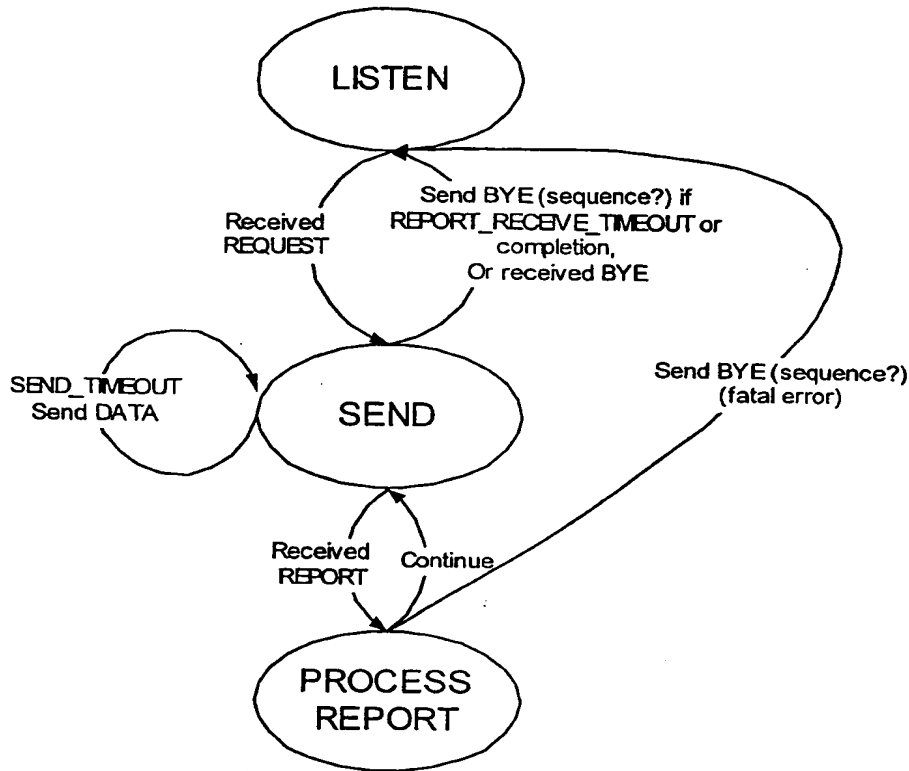 LISTEN
Received
REQUEST
Send BYE (sequence?) if
REPORT_RECEIVE_TIMEOUT or
completion,
Or received BYE
SEND_TIMEOUT
Send DATA
SEND
Send BYE (sequence?)
(fatal error)
Received
REPORT
Continue
PROCESS
REPORT